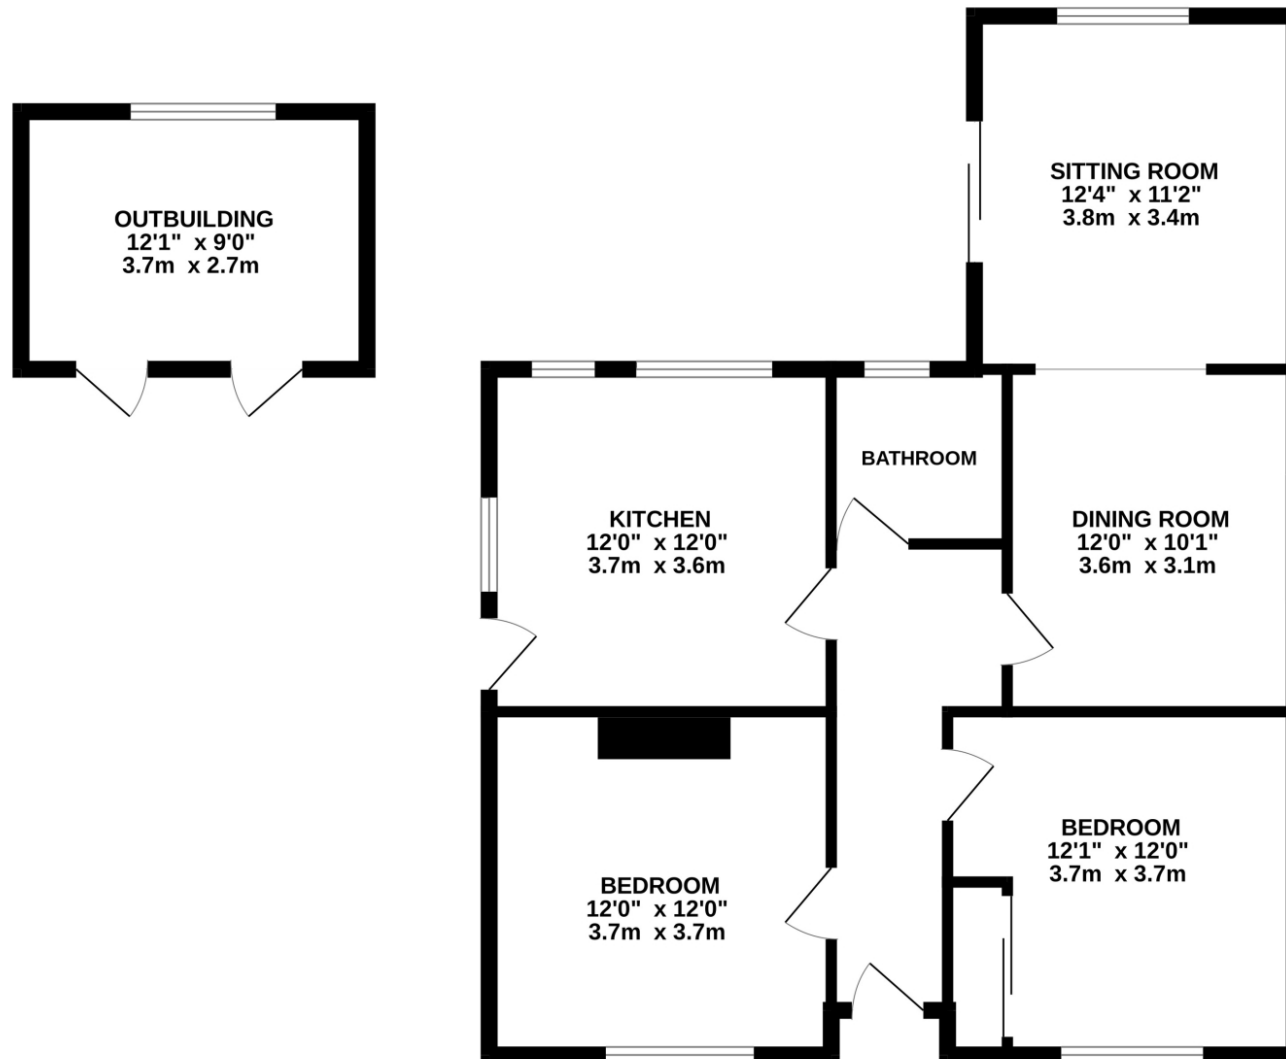 OUTBUILDING
12'1" x 9'0"
3.7m x 2.7m
SITTING ROOM
12'4" x 11'2"
3.8m x 3.4m
KITCHEN
12'0" x 12'0"
3.7m x 3.6m
BATHROOM
DINING ROOM
12'0" x 10'1"
3.6m x 3.1m
BEDROOM
12'0" x 12'0"
3.7m x 3.7m
BEDROOM
12'1" x 12'0"
3.7m x 3.7m